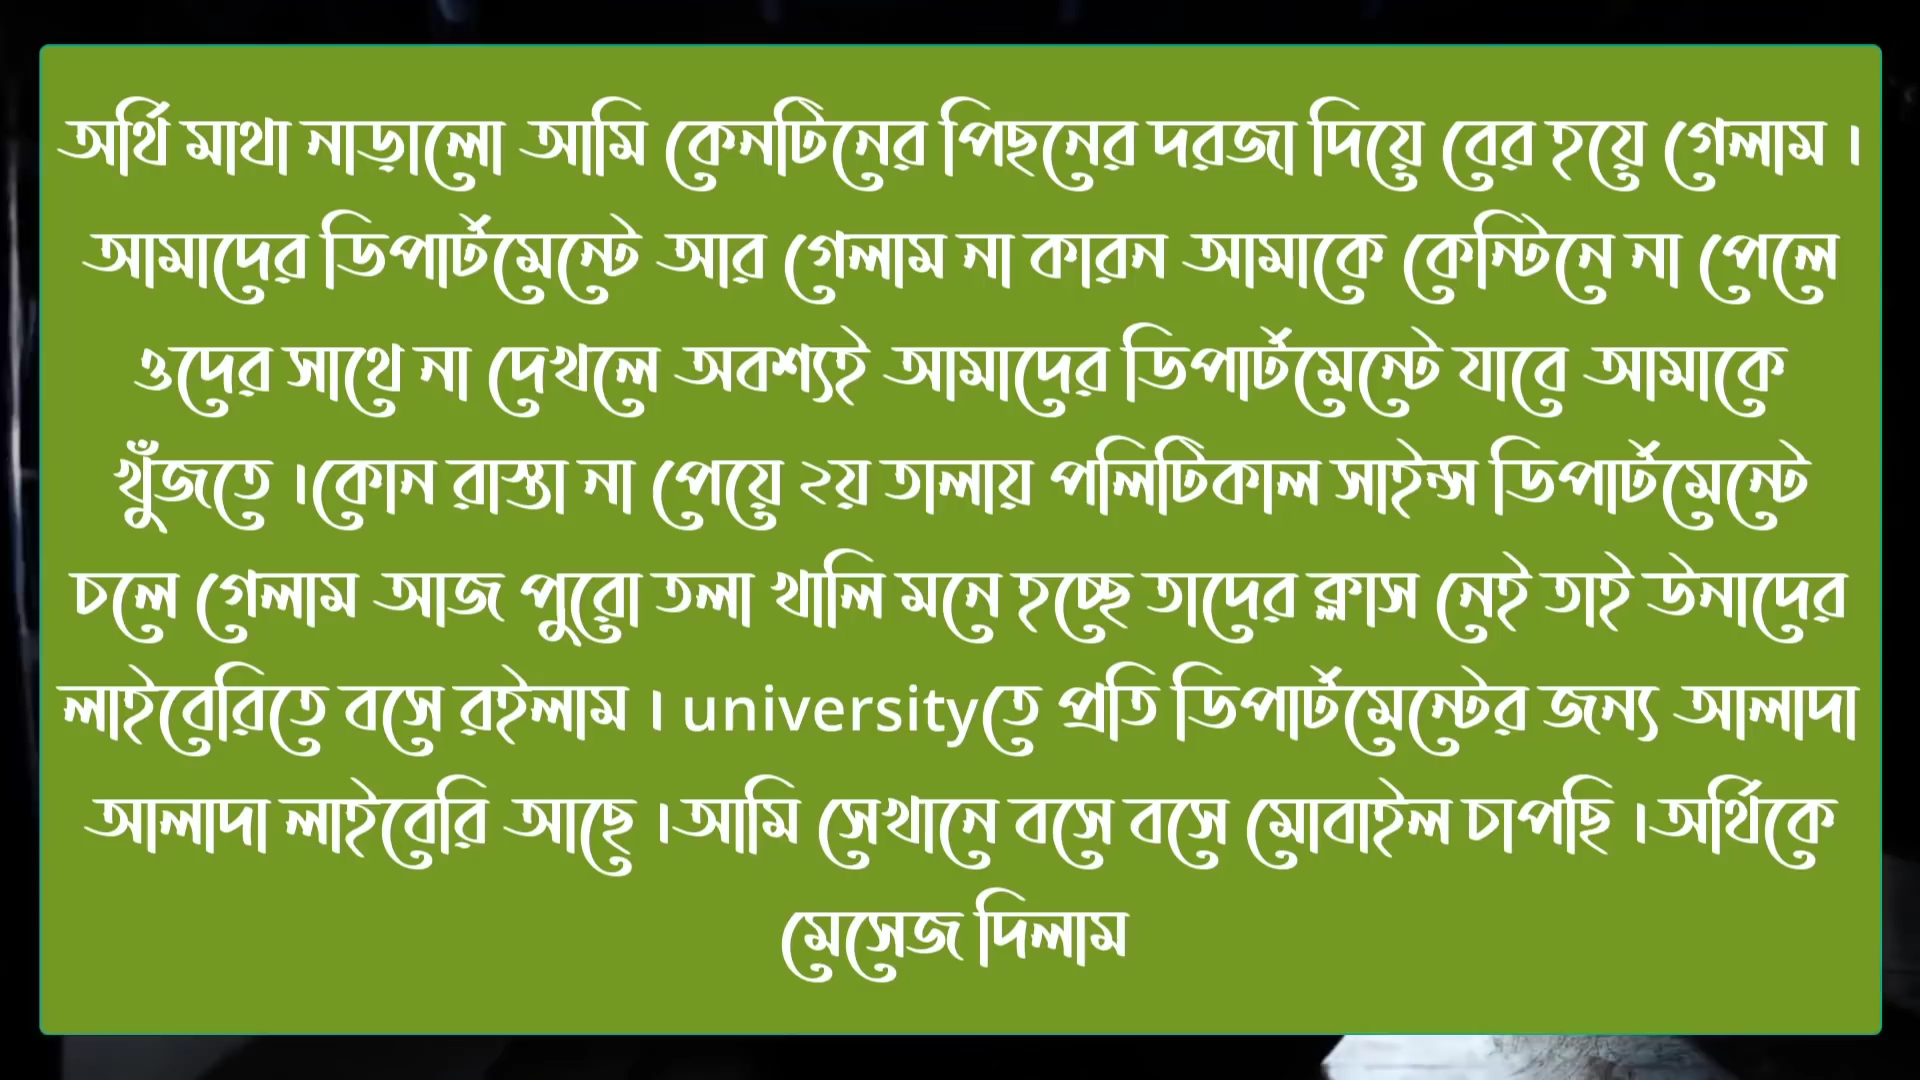 অর্থি মাথা নাড়ালো আমি কেনটিনের পিছনের দরজা দিয়ে বের হয়ে গেলাম ।
আমাদের ডিপার্টমেন্টে আর গেলাম না কারন আমাকে কেন্টিনে না পেলে
ওদের সাথে না দেখলে অবশ্যই আমাদের ডিপার্টমেন্টে যাবে আমাকে
খুঁজতে ।কোন রাস্তা না পেয়ে ২য় তালায় পলিটিকাল সাইন্স ডিপার্টমেন্টে
চলে গেলাম আজ পুরো তলা খালি মনে হচ্ছে তাদের ক্লাস নেই তাই উনাদের
লাইবেরিতে বসে রইলাম । universityতে প্রতি ডিপার্টমেন্টের জন্য আলাদা
আলাদা লাইবেরি আছে ।আমি সেখানে বসে বসে মোবাইল চাপছি ।অর্থিকে
মেসেজ দিলাম